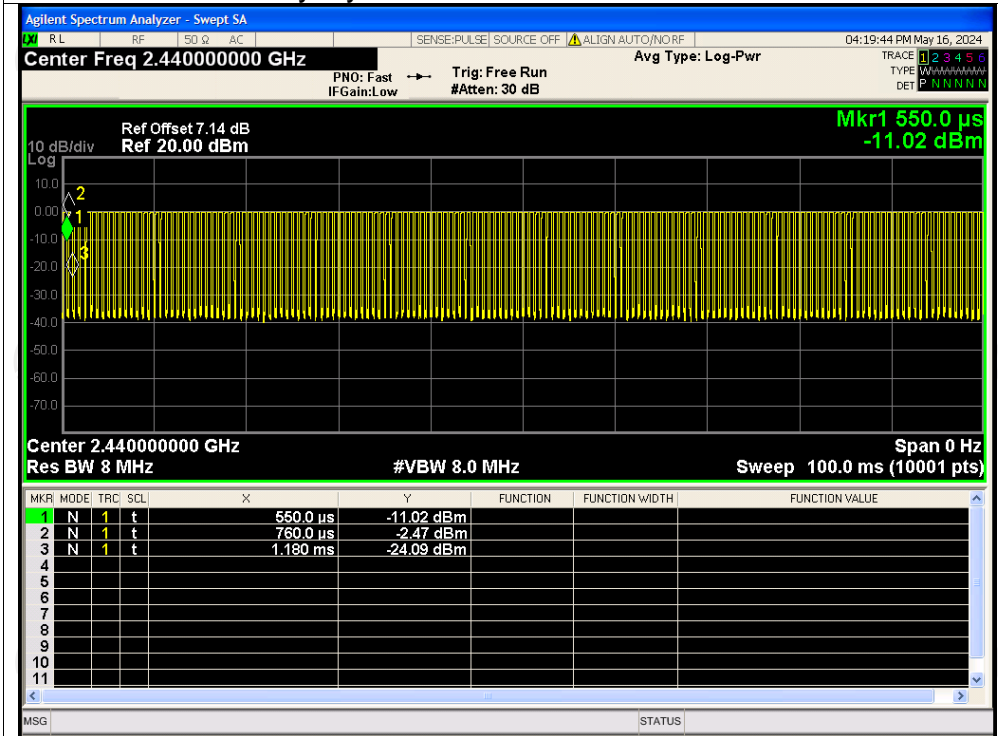 Agilent Spectrum Analyzer - Swept SA
LXI RL RF 50 Ω AC SENSE:PULSE SOURCE OFF ALIGN AUTO/NO RF 04:19:44 PM May 16, 2024
Center Freq 2.440000000 GHz Avg Type: Log-Pwr TRACE 1 2 3 4 5 6
PNO: Fast Trig: Free Run TYPE WWWWWW
IFGain:Low #Atten: 30 dB DET P N N N N N
Mkr1 550.0 µs
Ref Offset 7.14 dB
10 dB/div Ref 20.00 dBm -11.02 dBm
Log
10.0
2
0.00
1
-10.0
3
-20.0
-30.0
-40.0
-50.0
-60.0
-70.0
Center 2.440000000 GHz Span 0 Hz
Res BW 8 MHz #VBW 8.0 MHz Sweep 100.0 ms (10001 pts)
MKR MODE TRC SCL X Y FUNCTION FUNCTION WIDTH FUNCTION VALUE
1 N 1 t 550.0 µs -11.02 dBm
2 N 1 t 760.0 µs -2.47 dBm
3 N 1 t 1.180 ms -24.09 dBm
4
5
6
7
8
9
10
11
MSG STATUS